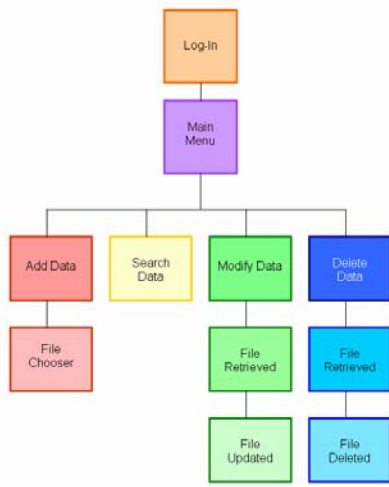 Log-In
Main
Menu
Add Data
Search
Data
Modify Data
Delete
Data
File
Chooser
File
Retrieved
File
Retrieved
File
Updated
File
Deleted